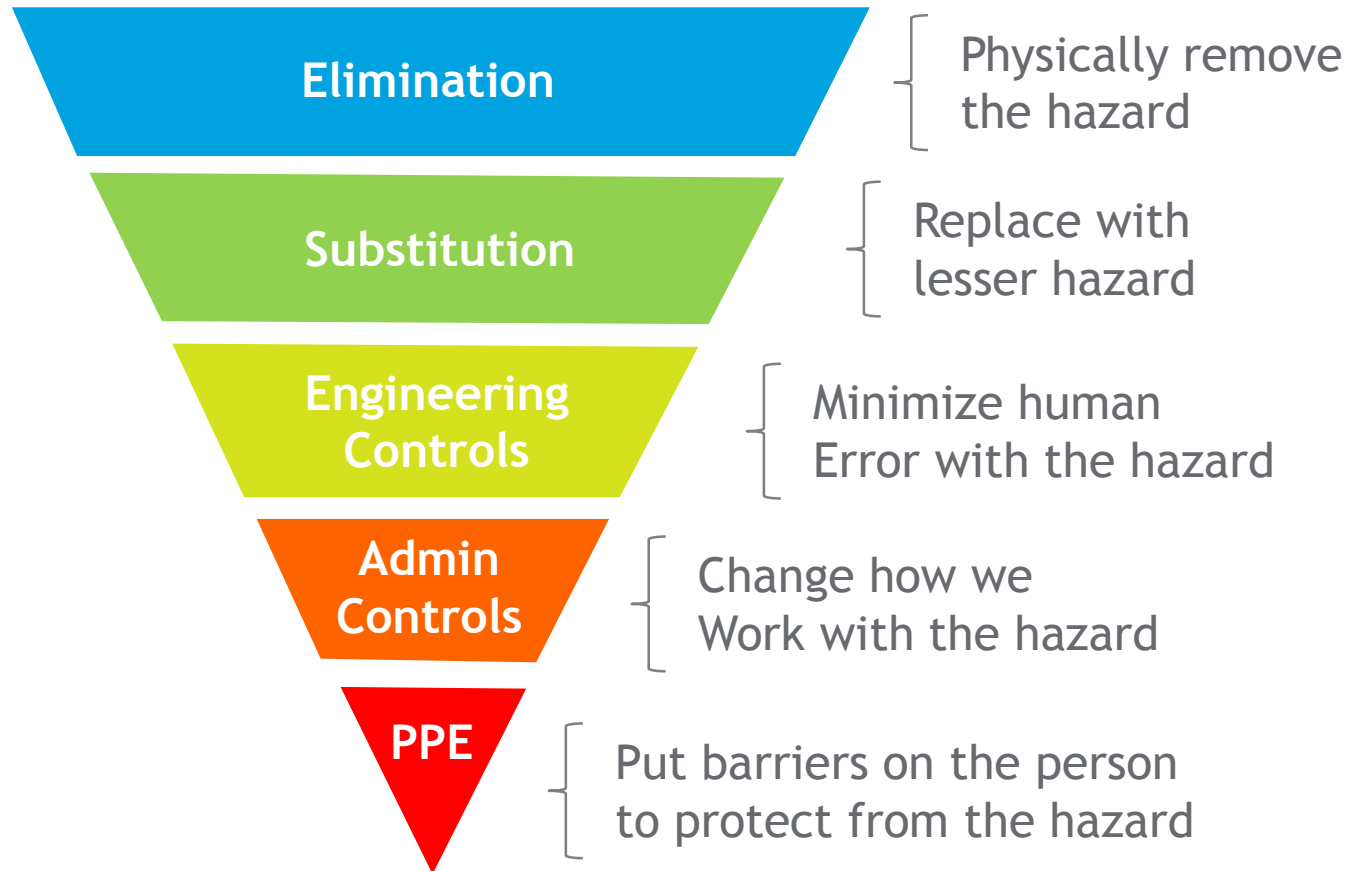 Elimination
Physically remove
the hazard
Substitution
Replace with
lesser hazard
Engineering
Controls
Minimize human
Error with the hazard
Admin
Controls
Change how we
Work with the hazard
PPE
Put barriers on the person
to protect from the hazard